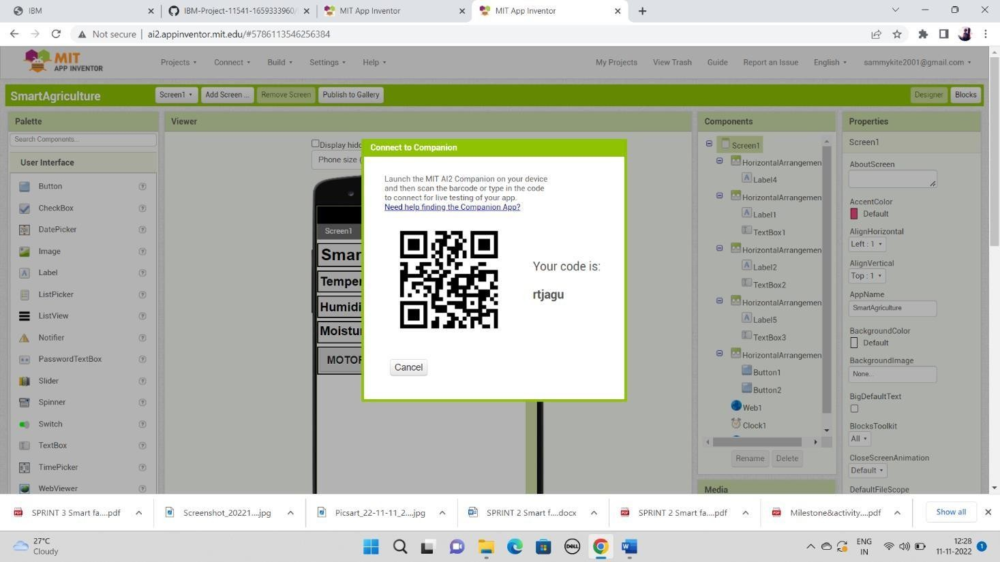 IBM
IBM-Project-11541-1659333960/
MIT App Inventor
MIT App Inventor
Not secure
ai2.appinventor.mit.edu/#5786113546256384
MIT
APP INVENTOR
Projects
Connect
Build
Settings
Help
My Projects
View Trash
Guide
Report an Issue
English
sammykite2001@gmail.com
SmartAgriculture
Screen1
Add Screen ...
Remove Screen
Publish to Gallery
Designer
Blocks
Palette
Search Components...
User Interface
Button
CheckBox
DatePicker
Image
Label
ListPicker
ListView
Notifier
PasswordTextBox
Slider
Spinner
Switch
TextBox
TimePicker
WebViewer
Viewer
Display hidd
Phone size (
Screen1
Smar
Temper
Humidi
Moistur
MOTOR
Connect to Companion
Launch the MIT AI2 Companion on your device
and then scan the barcode or type in the code
to connect for live testing of your app.
Need help finding the Companion App?
Your code is:
rtjagu
Cancel
Components
Screen1
HorizontalArrangemen
Label4
HorizontalArrangemen
Label1
TextBox1
HorizontalArrangemen
Label2
TextBox2
HorizontalArrangemen
Label5
TextBox3
HorizontalArrangemen
Button1
Button2
Web1
Clock1
Rename
Delete
Media
Properties
Screen1
AboutScreen
AccentColor
Default
AlignHorizontal
Left : 1
AlignVertical
Top : 1
AppName
SmartAgriculture
BackgroundColor
Default
BackgroundImage
None...
BigDefaultText
BlocksToolkit
All
CloseScreenAnimation
Default
DefaultFileScope
SPRINT 3 Smart fa....pdf
Screenshot_20221....jpg
Picsart_22-11-11_2....jpg
SPRINT 2 Smart f....docx
SPRINT 2 Smart fa....pdf
Milestone&activity....pdf
Show all
27°C
Cloudy
DELL
ENG
IN
12:28
11-11-2022
1